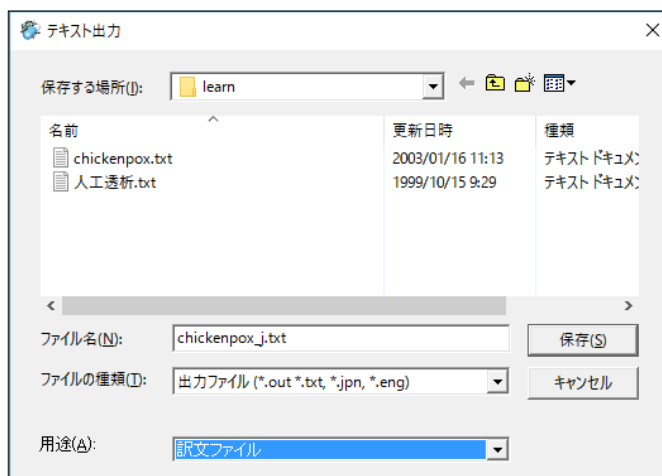 テキスト出力
保存する場所(I): learn
名前 更新日時 種類
chickenpox.txt 2003/01/16 11:13 テキスト ドキュメン
人工透析.txt 1999/10/15 9:29 テキスト ドキュメン
ファイル名(N): chickenpox_j.txt 保存(S)
ファイルの種類(T): 出力ファイル (*.out *.txt, *.jpn, *.eng) キャンセル
用途(A): 訳文ファイル